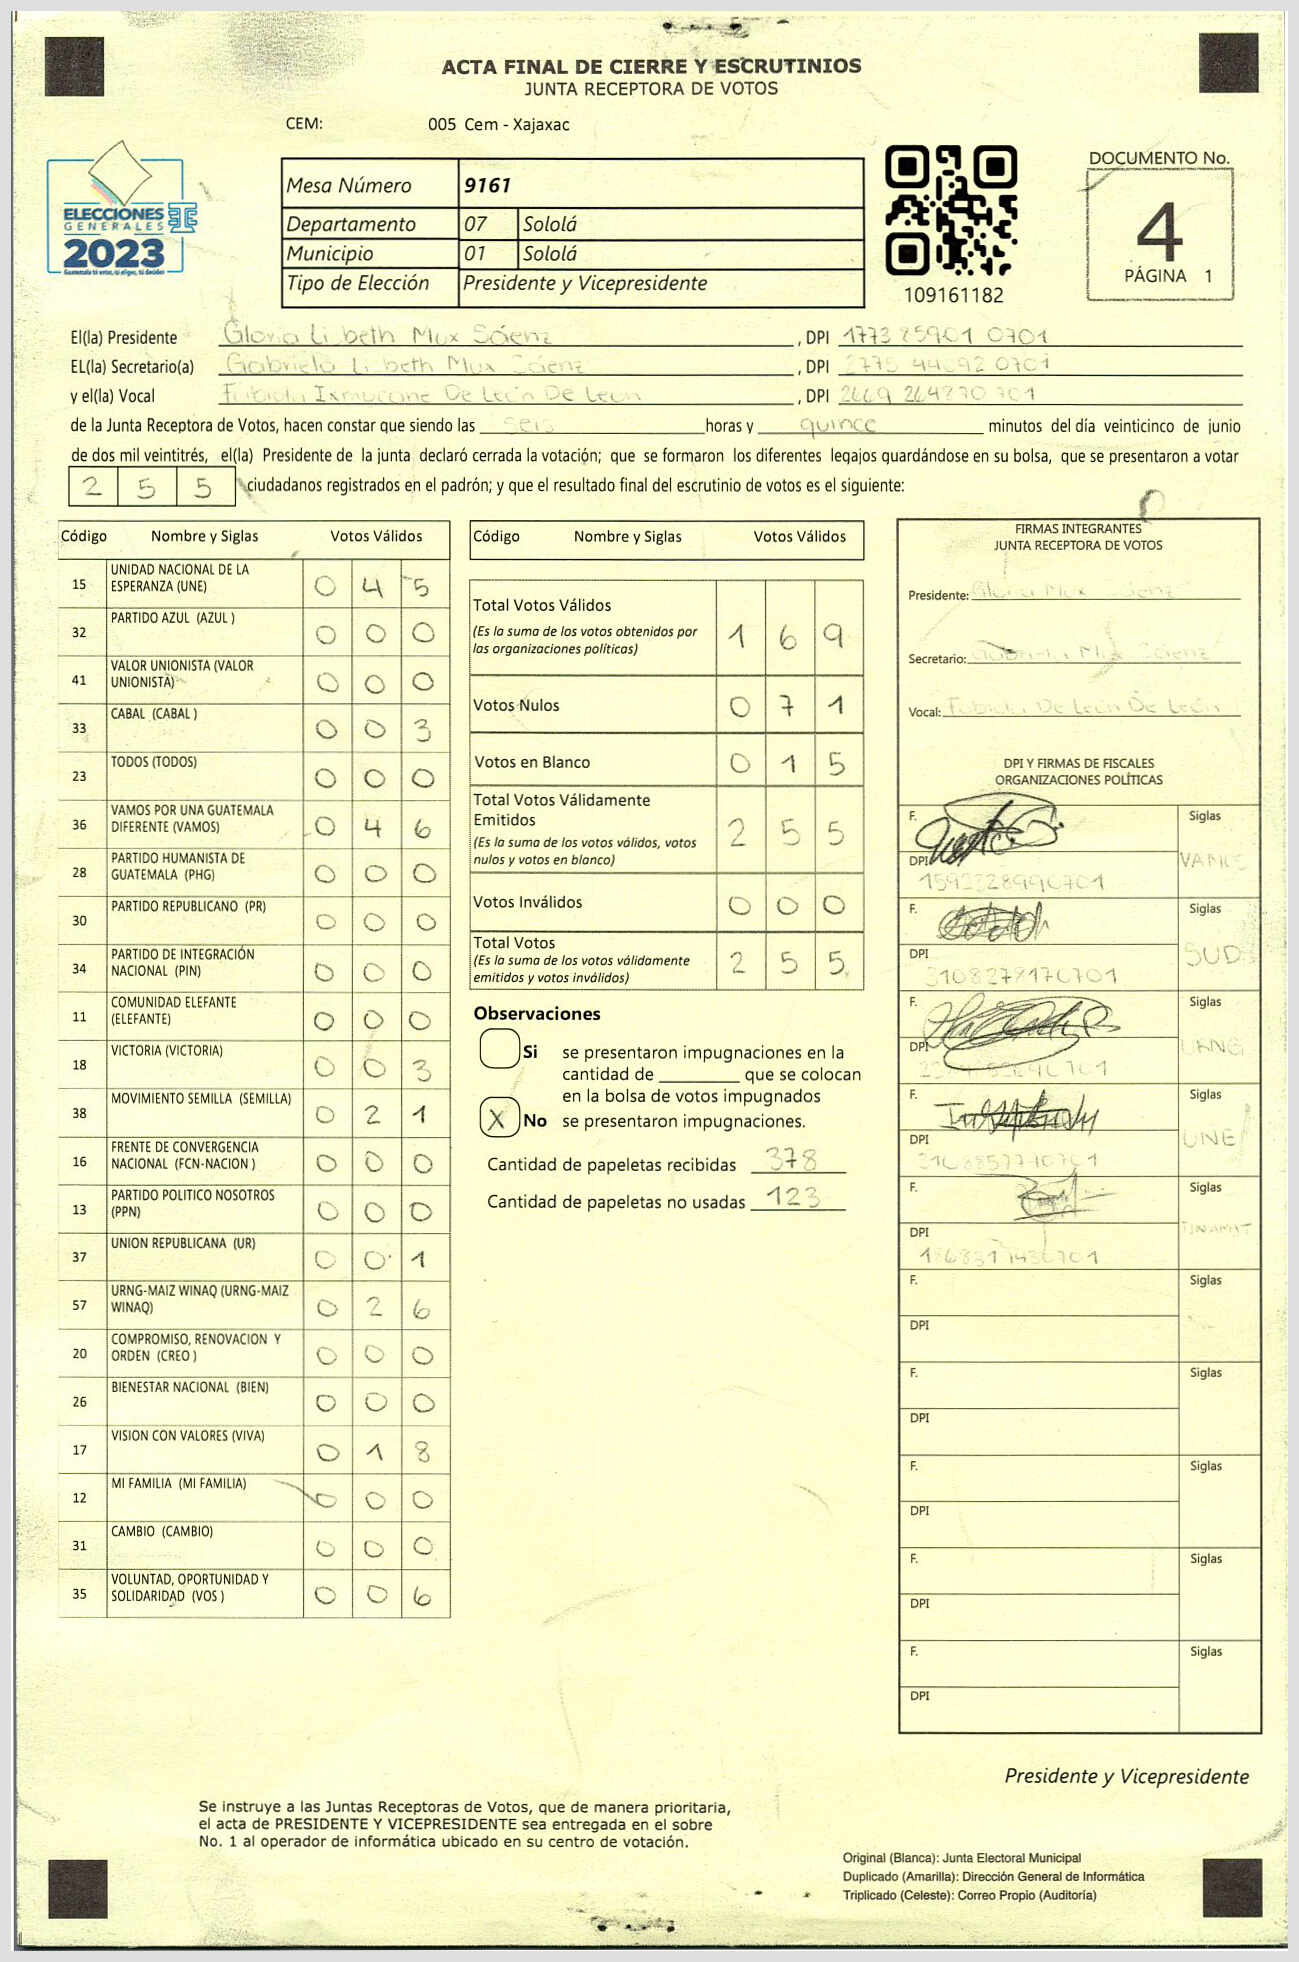 ACTA FINAL DE CIERRE Y ESCRUTINIOS
JUNTA RECEPTORA DE VOTOS
CEM: 005 Cem - Xajaxac
ELECCIONES
GENERALES
2023
Guatemala tú votas, tú eliges, tú decides
Mesa Número 9161
Departamento 07 Sololá
Municipio 01 Sololá
Tipo de Elección Presidente y Vicepresidente
109161182
DOCUMENTO No.
4
PÁGINA 1
El(la) Presidente Gloria Lisbeth Mux Sáenz , DPI 1773 85901 0701
EL(la) Secretario(a) Gabriela Lisbeth Mux Sáenz , DPI 0701
y el(la) Vocal De León De León , DPI 2669 264870 701
de la Junta Receptora de Votos, hacen constar que siendo las seis horas y quince minutos del día veinticinco de junio
de dos mil veintitrés, el(la) Presidente de la junta declaró cerrada la votación; que se formaron los diferentes legajos guardándose en su bolsa, que se presentaron a votar
2 5 5 ciudadanos registrados en el padrón; y que el resultado final del escrutinio de votos es el siguiente:
Código Nombre y Siglas Votos Válidos
15 UNIDAD NACIONAL DE LA ESPERANZA (UNE) 0 4 5
32 PARTIDO AZUL (AZUL ) 0 0 0
41 VALOR UNIONISTA (VALOR UNIONISTA) 0 0 0
33 CABAL (CABAL ) 0 0 3
23 TODOS (TODOS) 0 0 0
36 VAMOS POR UNA GUATEMALA DIFERENTE (VAMOS) 0 4 6
28 PARTIDO HUMANISTA DE GUATEMALA (PHG) 0 0 0
30 PARTIDO REPUBLICANO (PR) 0 0 0
34 PARTIDO DE INTEGRACIÓN NACIONAL (PIN) 0 0 0
11 COMUNIDAD ELEFANTE (ELEFANTE) 0 0 0
18 VICTORIA (VICTORIA) 0 0 3
38 MOVIMIENTO SEMILLA (SEMILLA) 0 2 1
16 FRENTE DE CONVERGENCIA NACIONAL (FCN-NACION ) 0 0 0
13 PARTIDO POLITICO NOSOTROS (PPN) 0 0 0
37 UNION REPUBLICANA (UR) 0 0 1
57 URNG-MAIZ WINAQ (URNG-MAIZ WINAQ) 0 2 6
20 COMPROMISO, RENOVACION Y ORDEN (CREO ) 0 0 0
26 BIENESTAR NACIONAL (BIEN) 0 0 0
17 VISION CON VALORES (VIVA) 0 1 8
12 MI FAMILIA (MI FAMILIA) 0 0 0
31 CAMBIO (CAMBIO) 0 0 0
35 VOLUNTAD, OPORTUNIDAD Y SOLIDARIDAD (VOS ) 0 0 6
Código Nombre y Siglas Votos Válidos
Total Votos Válidos 1 6 9
(Es la suma de los votos obtenidos por
las organizaciones políticas)
Votos Nulos 0 7 1
Votos en Blanco 0 1 5
Total Votos Válidamente
Emitidos 2 5 5
(Es la suma de los votos válidos, votos
nulos y votos en blanco)
Votos Inválidos 0 0 0
Total Votos 2 5 5
(Es la suma de los votos válidamente
emitidos y votos inválidos)
Observaciones
Si se presentaron impugnaciones en la
cantidad de ________ que se colocan
en la bolsa de votos impugnados
X No se presentaron impugnaciones.
Cantidad de papeletas recibidas 378
Cantidad de papeletas no usadas 123
FIRMAS INTEGRANTES
JUNTA RECEPTORA DE VOTOS
Presidente: Gloria Mux Sáenz
Secretario: Gabriela Mux Sáenz
Vocal: Fabiola De León De León
DPI Y FIRMAS DE FISCALES
ORGANIZACIONES POLÍTICAS
F. Siglas
DPI VAMOS
F. Siglas
DPI 3108278170701 SUD
F. Siglas
DPI URNG
F. Siglas
DPI UNE
F. Siglas
DPI
F. Siglas
DPI
F. Siglas
DPI
F. Siglas
DPI
F. Siglas
DPI
F. Siglas
DPI
Presidente y Vicepresidente
Se instruye a las Juntas Receptoras de Votos, que de manera prioritaria,
el acta de PRESIDENTE Y VICEPRESIDENTE sea entregada en el sobre
No. 1 al operador de informática ubicado en su centro de votación.
Original (Blanca): Junta Electoral Municipal
Duplicado (Amarilla): Dirección General de Informática
Triplicado (Celeste): Correo Propio (Auditoría)